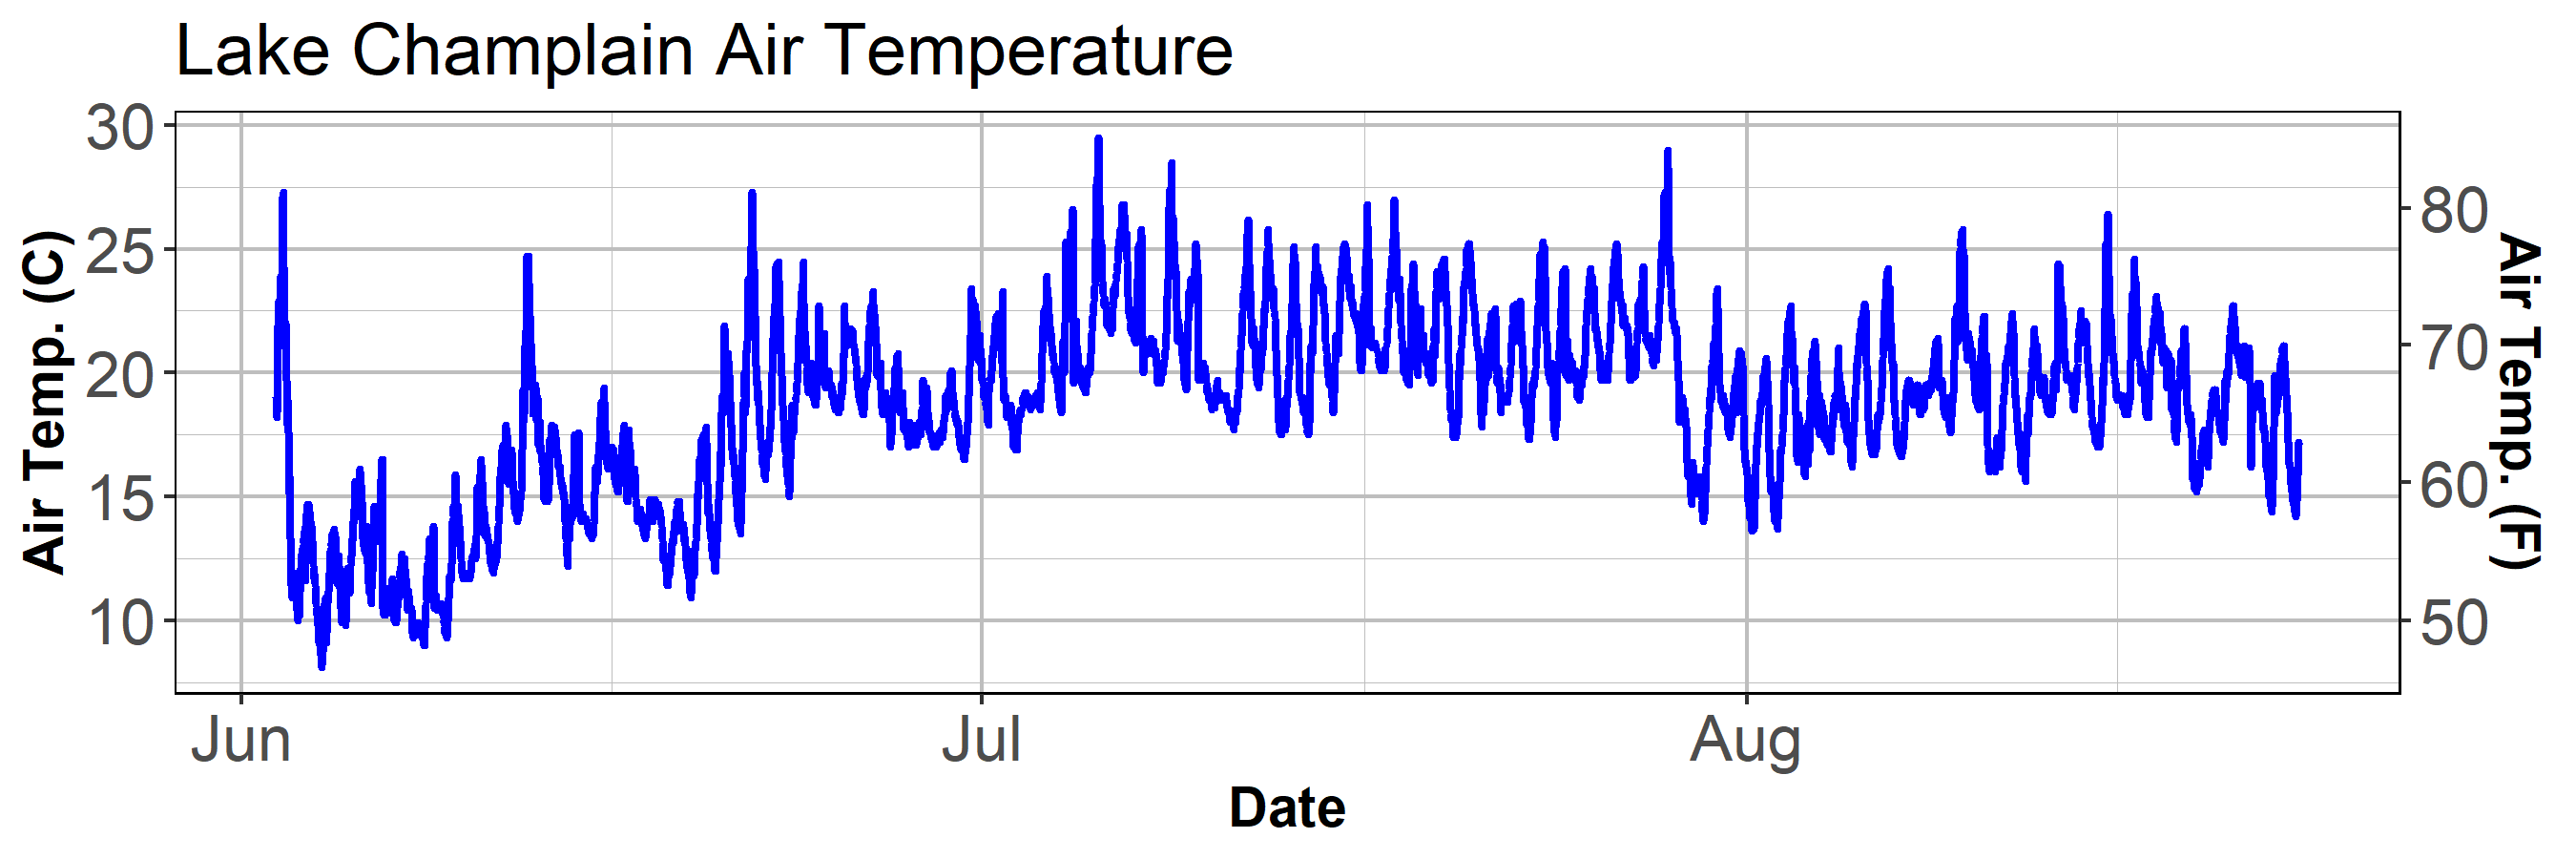 Lake Champlain Air Temperature
30
25
20
15
10
Air Temp. (C)
80
70
60
50
Air Temp. (F)
Jun Jul Aug
Date